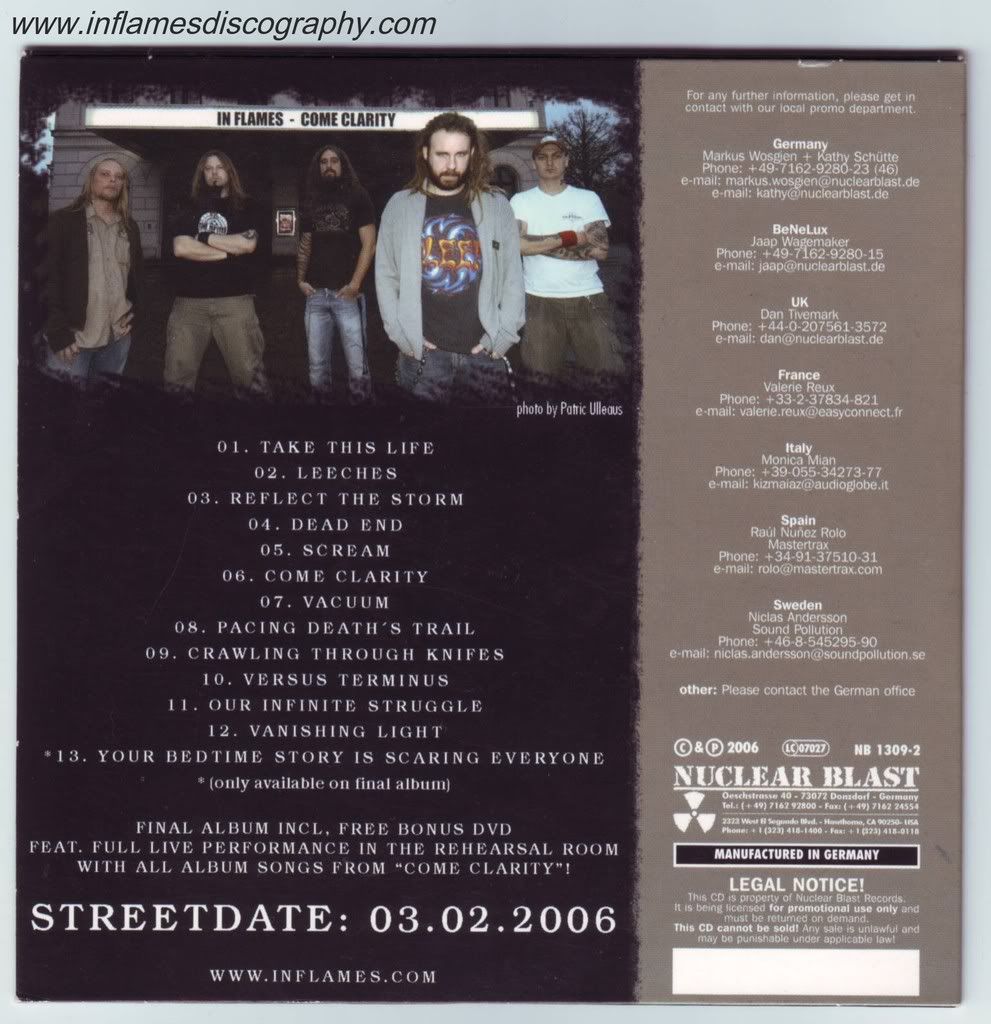 www.inflamesdiscography.com
IN FLAMES - COME CLARITY
photo by Patric Ulleaus
01. TAKE THIS LIFE
02. LEECHES
03. REFLECT THE STORM
04. DEAD END
05. SCREAM
06. COME CLARITY
07. VACUUM
08. PACING DEATH´S TRAIL
09. CRAWLING THROUGH KNIFES
10. VERSUS TERMINUS
11. OUR INFINITE STRUGGLE
12. VANISHING LIGHT
*13. YOUR BEDTIME STORY IS SCARING EVERYONE
* (only available on final album)
FINAL ALBUM INCL, FREE BONUS DVD
FEAT. FULL LIVE PERFORMANCE IN THE REHEARSAL ROOM
WITH ALL ALBUM SONGS FROM “COME CLARITY”!
STREETDATE: 03.02.2006
WWW.INFLAMES.COM
For any further information, please get in
contact with our local promo department.
Germany
Markus Wosgien + Kathy Schütte
Phone: +49-7162-9280-23 (46)
e-mail: markus.wosgien@nuclearblast.de
e-mail: kathy@nuclearblast.de
BeNeLux
Jaap Wagemaker
Phone: +49-7162-9280-15
e-mail: jaap@nuclearblast.de
UK
Dan Tivemark
Phone: +44-0-207561-3572
e-mail: dan@nuclearblast.de
France
Valerie Reux
Phone: +33-2-37834-821
e-mail: valerie.reux@easyconnect.fr
Italy
Monica Mian
Phone: +39-055-34273-77
e-mail: kizmaiaz@audioglobe.it
Spain
Raúl Nuñez Rolo
Mastertrax
Phone: +34-91-37510-31
e-mail: rolo@mastertrax.com
Sweden
Niclas Andersson
Sound Pollution
Phone: +46-8-545295-90
e-mail: niclas.andersson@soundpollution.se
other: Please contact the German office
©&℗ 2006 LC 07027 NB 1309-2
NUCLEAR BLAST
Oeschstrasse 40 - 73072 Donzdorf - Germany
Tel.: (+49) 7162 92800 - Fax: (+49) 7162 24554
2323 West El Segundo Blvd. - Hawthorne, CA 90250- USA
Phone: +1 (323) 418-1400 - Fax: +1 (323) 418-0118
MANUFACTURED IN GERMANY
LEGAL NOTICE!
This CD is property of Nuclear Blast Records.
It is being licensed for promotional use only and
must be returned on demand.
This CD cannot be sold! Any sale is unlawful and
may be punishable under applicable law!